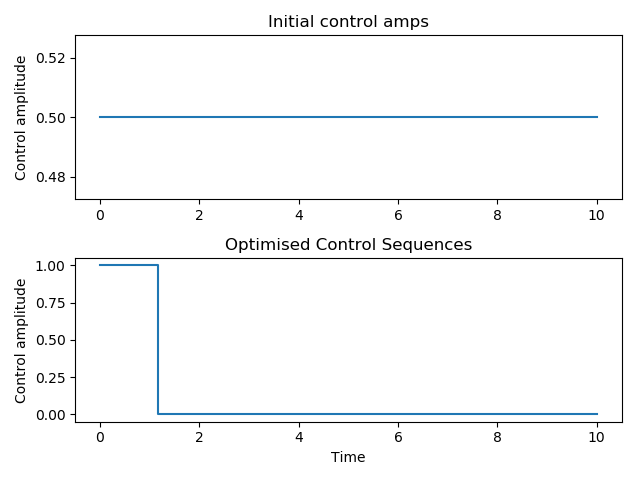 Initial control amps
Control amplitude
0.52
0.50
0.48
0 2 4 6 8 10
Optimised Control Sequences
Control amplitude
1.00
0.75
0.50
0.25
0.00
0 2 4 6 8 10
Time